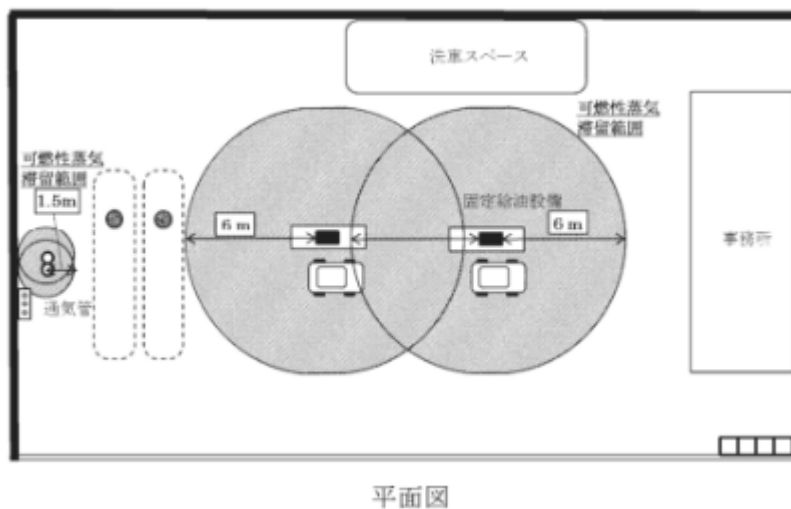 洗車スペース
可燃性蒸気
滞留範囲
可燃性蒸気
滞留範囲
1.5m
固定給油設備
6m
6m
事務所
通気管
平面図